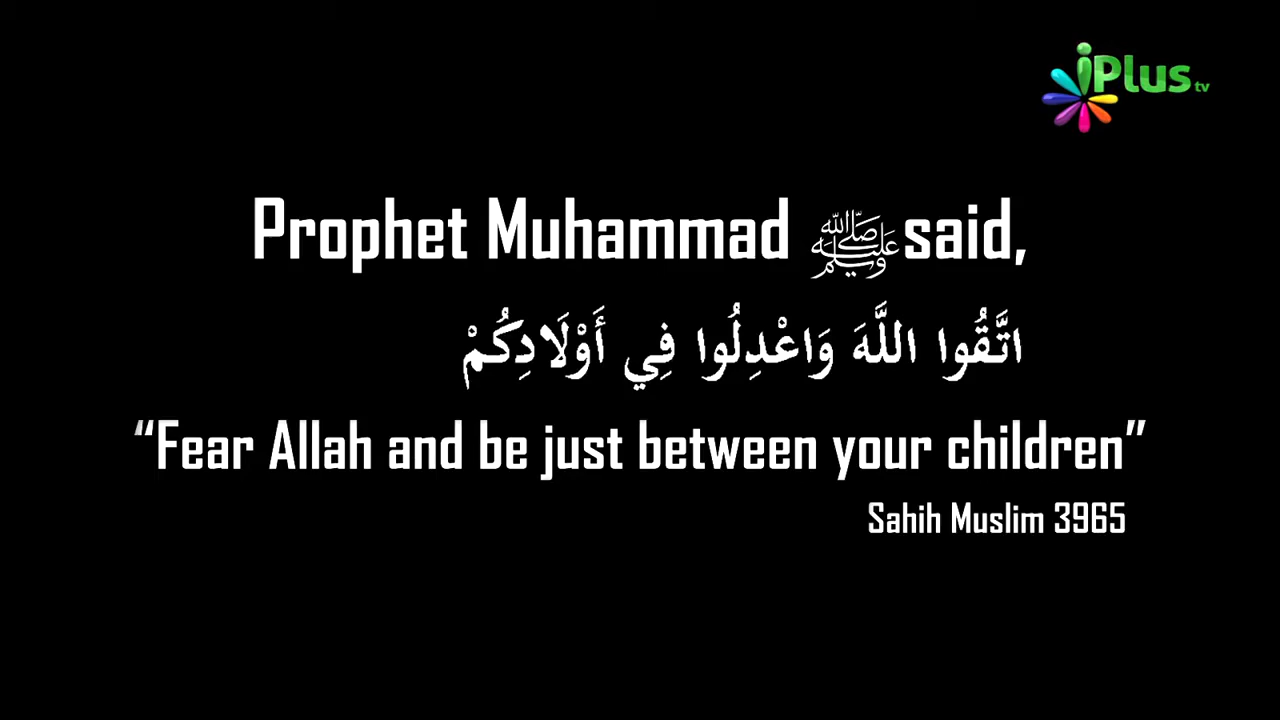 iPlus tv
Prophet Muhammad ﷺ said,
اتَّقُوا اللَّهَ وَاعْدِلُوا فِي أَوْلَادِكُمْ
“Fear Allah and be just between your children”
Sahih Muslim 3965